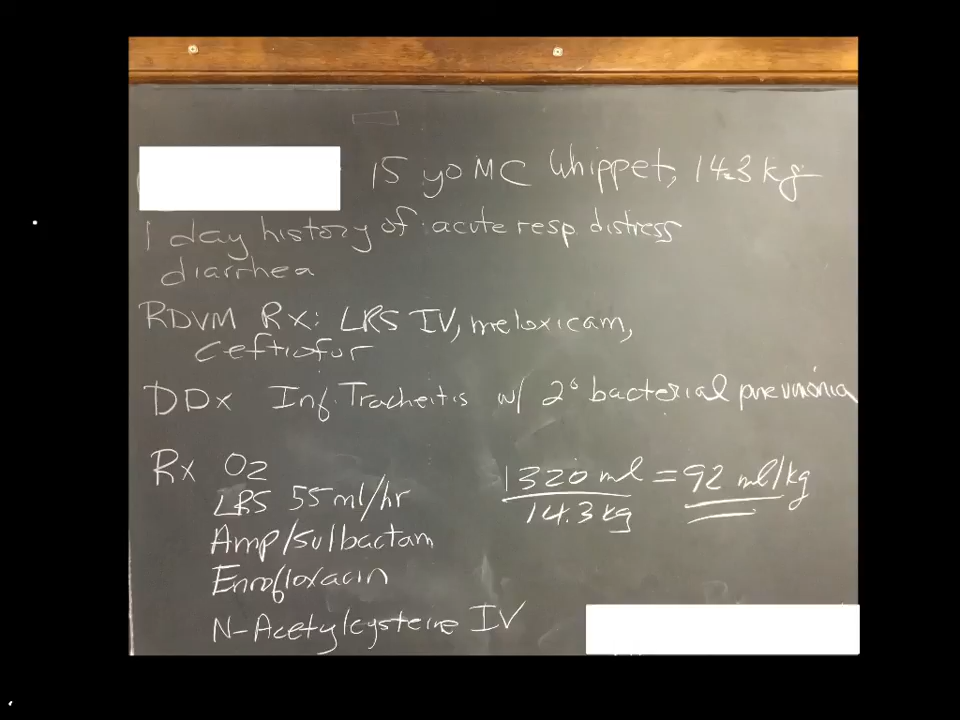 15 yo MC Whippet, 14.3 kg
1 day history of acute resp. distress
diarrhea
RDVM Rx: LRS IV, meloxicam,
Ceftiofur
DDx Inf. Tracheitis w/ 2° bacterial pneumonia
Rx O2
LRS 55 ml/hr
Amp/Sulbactam
Enrofloxacin
N-Acetylcysteine IV
1320 ml = 92 ml/kg
14.3 kg